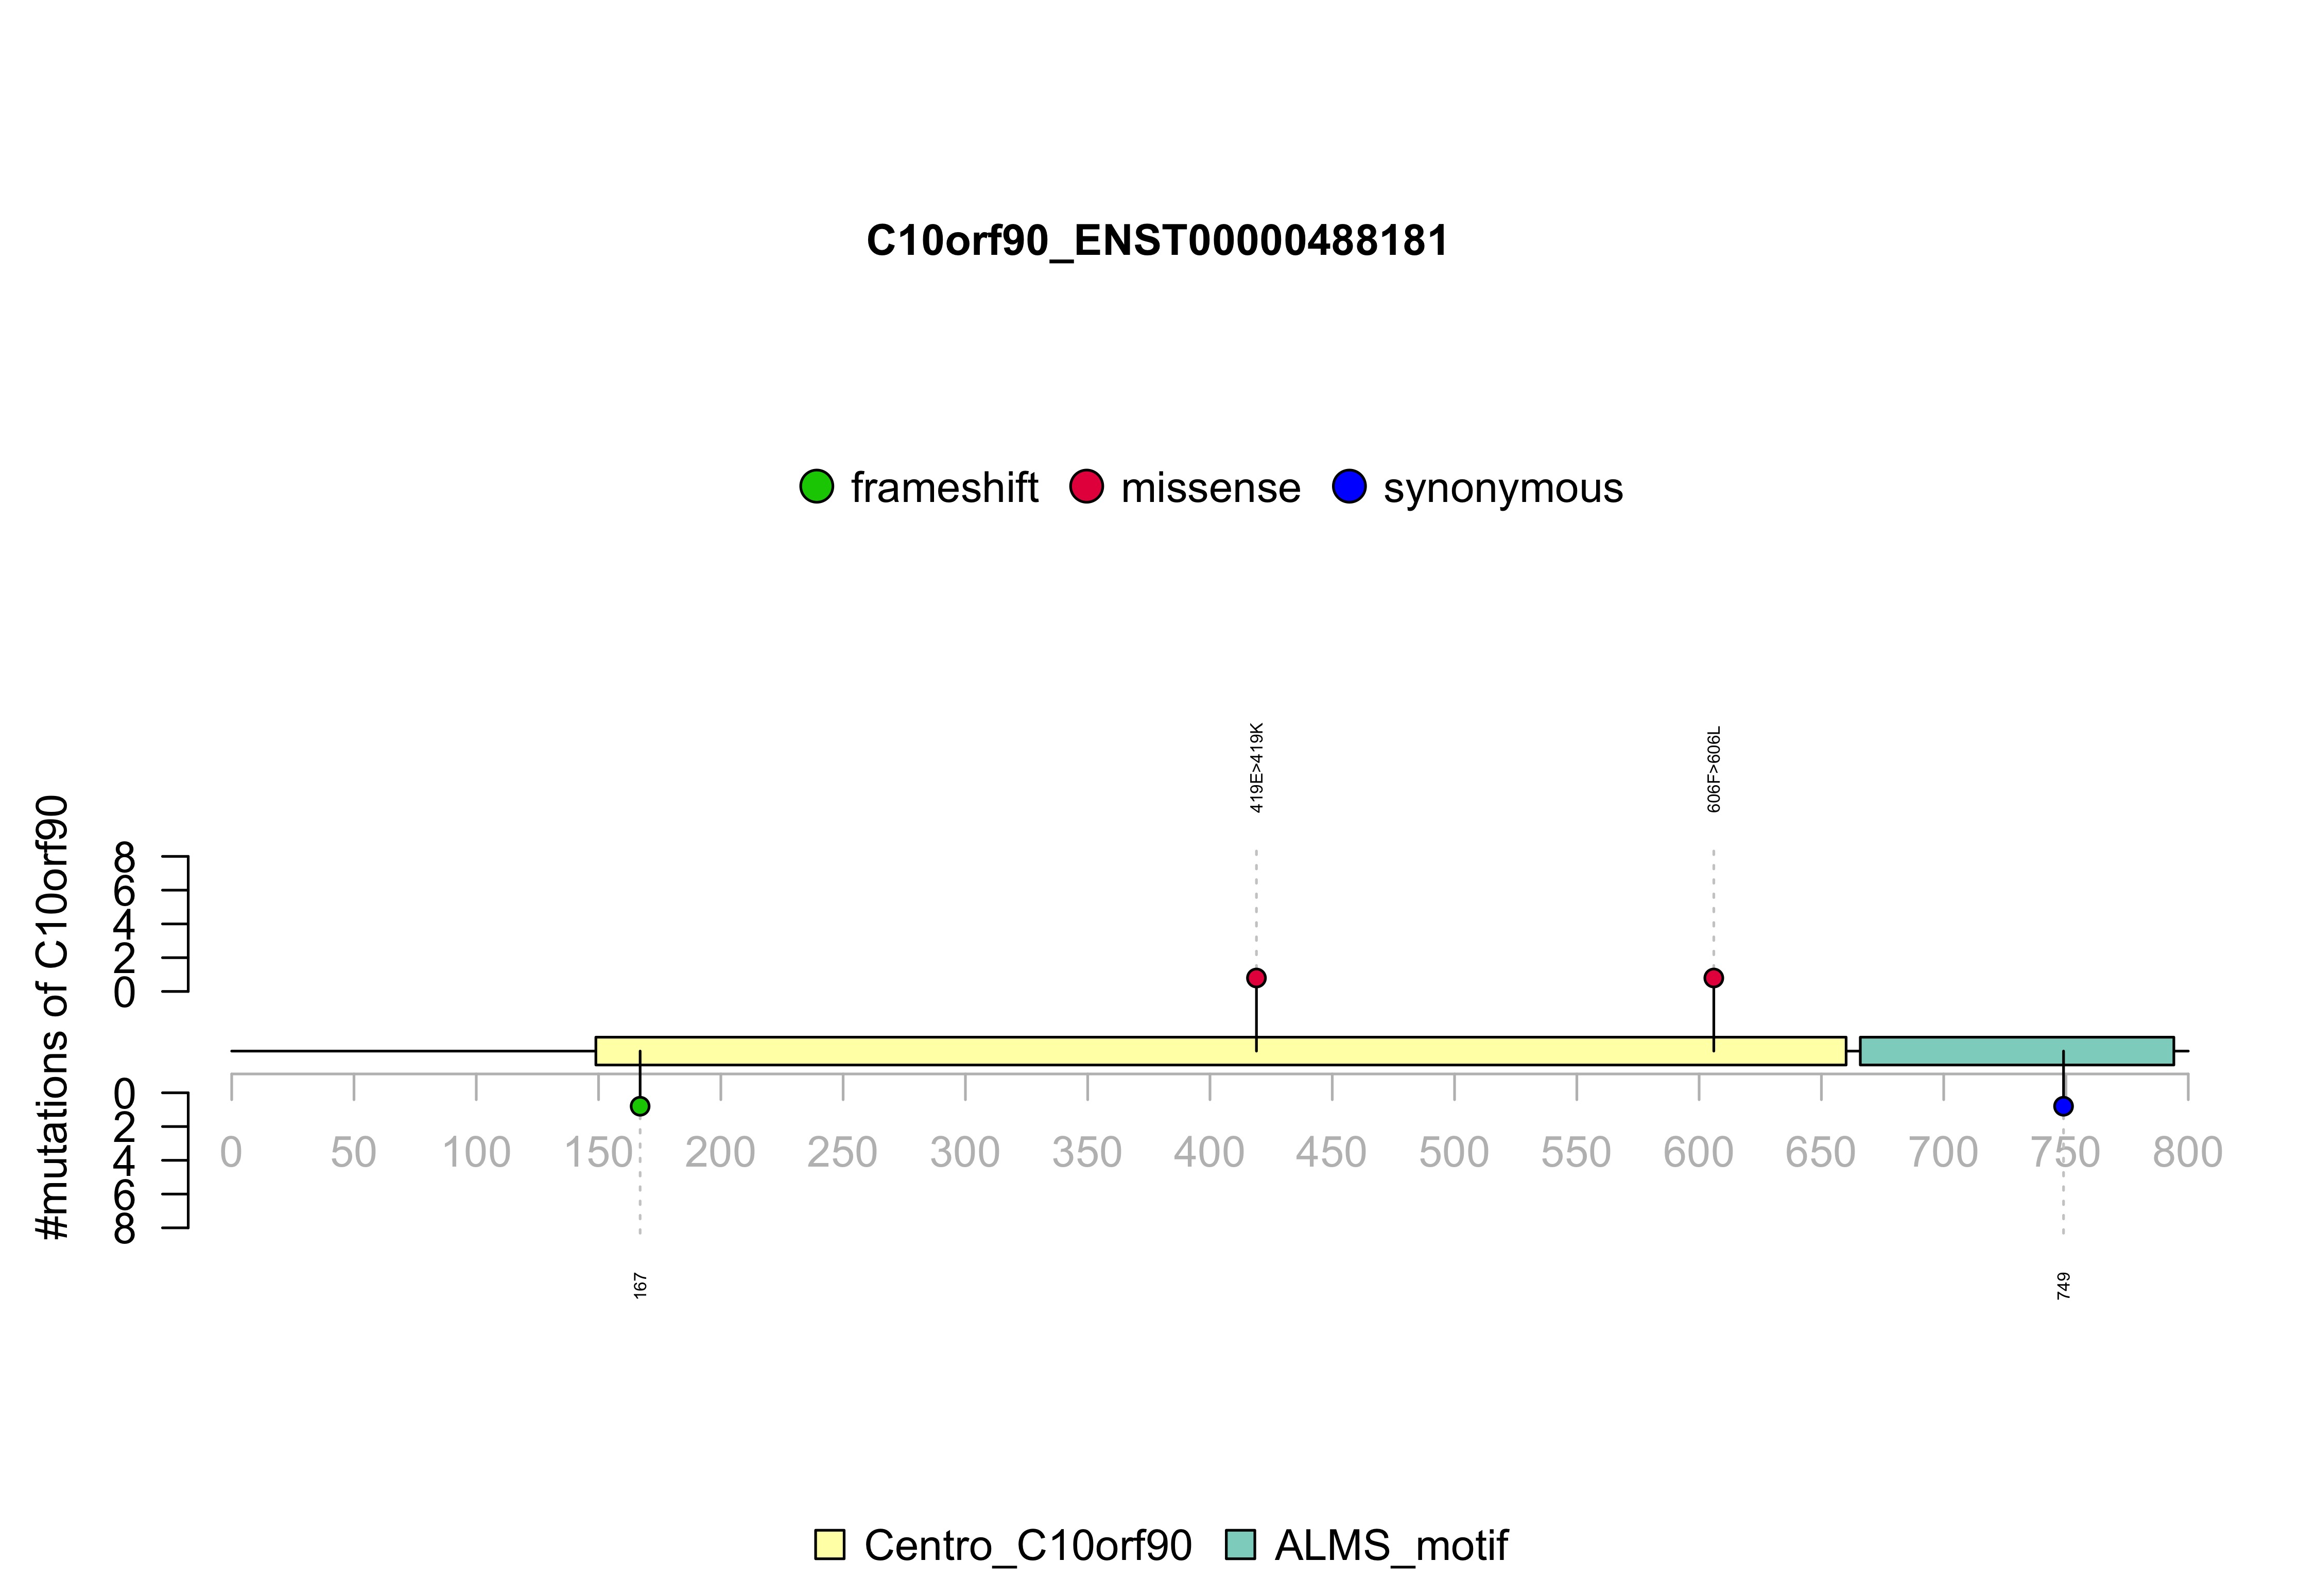 C10orf90_ENST00000488181
frameshift missense synonymous
419E>419K 606F>606L
#mutations of C10orf90
8
6
4
2
0
0
2
4
6
8
0 50 100 150 200 250 300 350 400 450 500 550 600 650 700 750 800
167 749
Centro_C10orf90 ALMS_motif